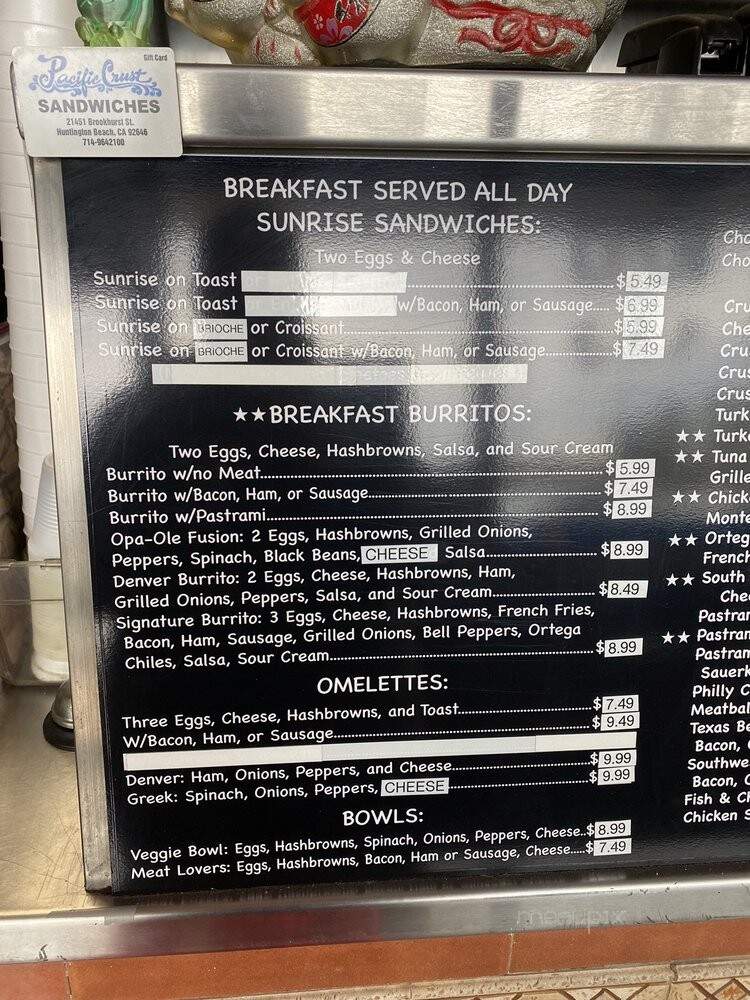 Gift Card
Pacific Crust
SANDWICHES
21451 Brookhurst St.
Huntington Beach, CA 92646
714-9642100
BREAKFAST SERVED ALL DAY
SUNRISE SANDWICHES:
Two Eggs & Cheese
Sunrise on Toast $5.49
Sunrise on Toast w/Bacon, Ham, or Sausage..... $6.99
Sunrise on BRIOCHE or Croissant $5.99
Sunrise on BRIOCHE or Croissant w/Bacon, Ham, or Sausage $7.49
★★BREAKFAST BURRITOS:
Two Eggs, Cheese, Hashbrowns, Salsa, and Sour Cream
Burrito w/no Meat $5.99
Burrito w/Bacon, Ham, or Sausage $7.49
Burrito w/Pastrami $8.99
Opa-Ole Fusion: 2 Eggs, Hashbrowns, Grilled Onions,
Peppers, Spinach, Black Beans, CHEESE Salsa $8.99
Denver Burrito: 2 Eggs, Cheese, Hashbrowns, Ham,
Grilled Onions, Peppers, Salsa, and Sour Cream $8.49
Signature Burrito: 3 Eggs, Cheese, Hashbrowns, French Fries,
Bacon, Ham, Sausage, Grilled Onions, Bell Peppers, Ortega
Chiles, Salsa, Sour Cream $8.99
OMELETTES:
Three Eggs, Cheese, Hashbrowns, and Toast $7.49
W/Bacon, Ham, or Sausage $9.49
Denver: Ham, Onions, Peppers, and Cheese $9.99
Greek: Spinach, Onions, Peppers, CHEESE $9.99
BOWLS:
Veggie Bowl: Eggs, Hashbrowns, Spinach, Onions, Peppers, Cheese..$8.99
Meat Lovers: Eggs, Hashbrowns, Bacon, Ham or Sausage, Cheese.....$7.49
Cho
Cho
Cru
Che
Cru
Crus
Crus
Turk
★★ Turke
★★ Tuna
Grille
★★ Chick
Monte
★★ Orteg
French
★★ South
Che
Pastra
★★ Pastra
Pastra
Sauerk
Philly C
Meatbal
Texas Be
Bacon,
Southwe
Bacon, C
Fish & Ch
Chicken S
menupix